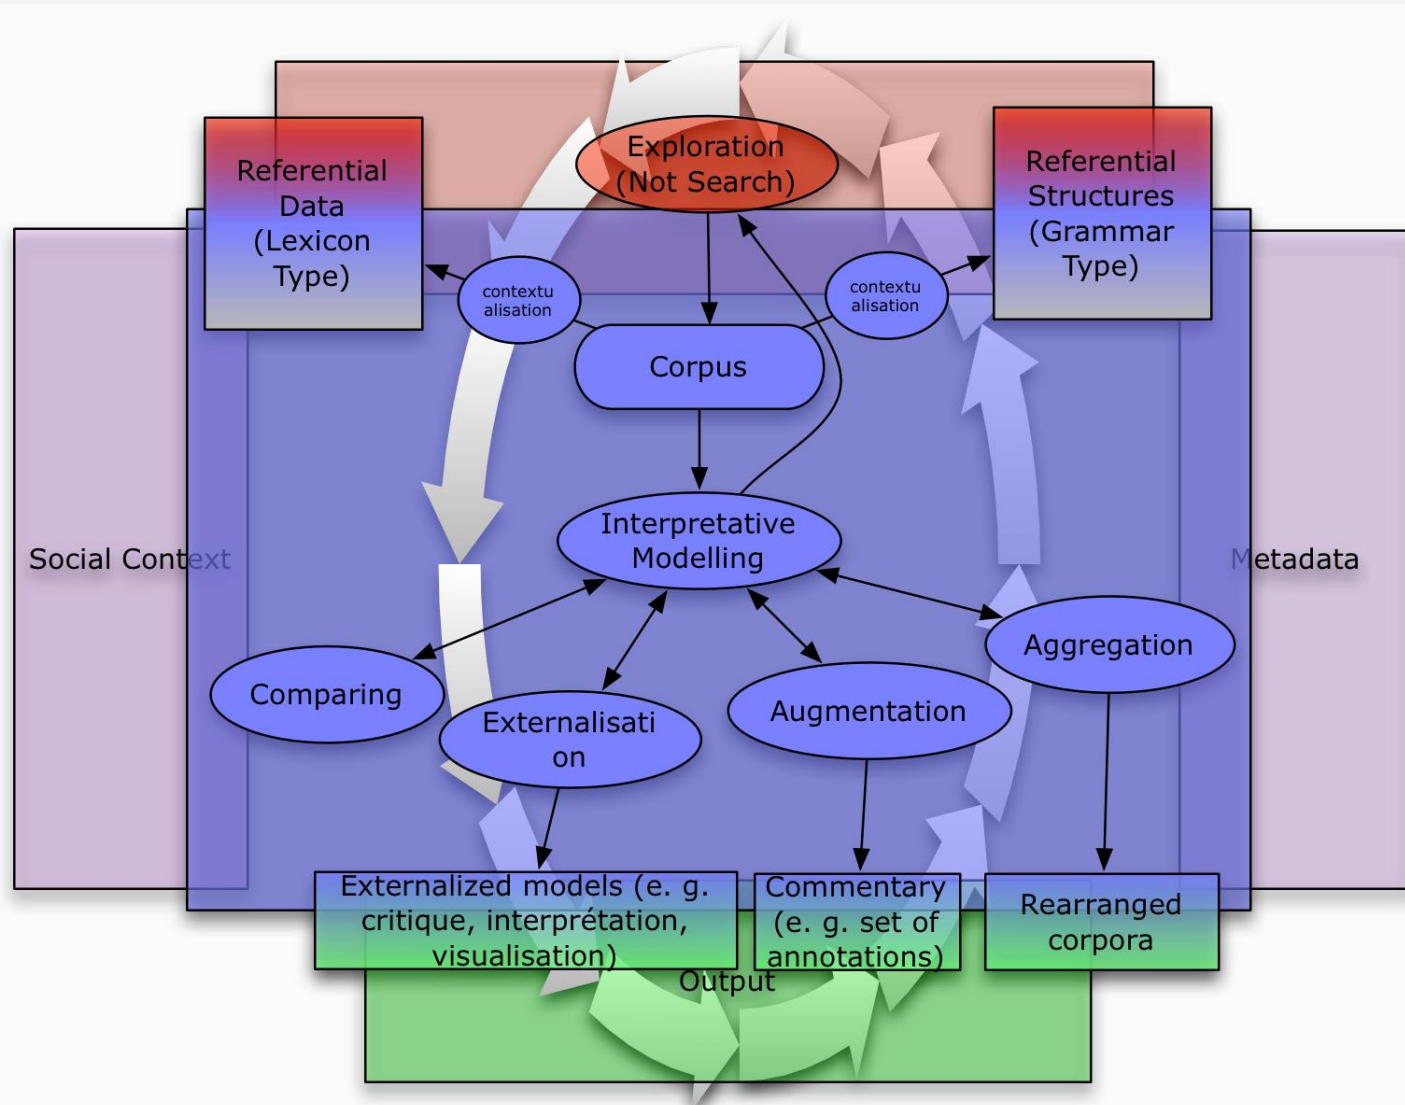 Exploration
(Not Search)
Referential
Data
(Lexicon
Type)
Referential
Structures
(Grammar
Type)
contextu
alisation
contextu
alisation
Corpus
Interpretative
Modelling
Social Context
Metadata
Comparing
Externalisati
on
Augmentation
Aggregation
Externalized models (e. g.
critique, interprétation,
visualisation)
Commentary
(e. g. set of
annotations)
Rearranged
corpora
Output